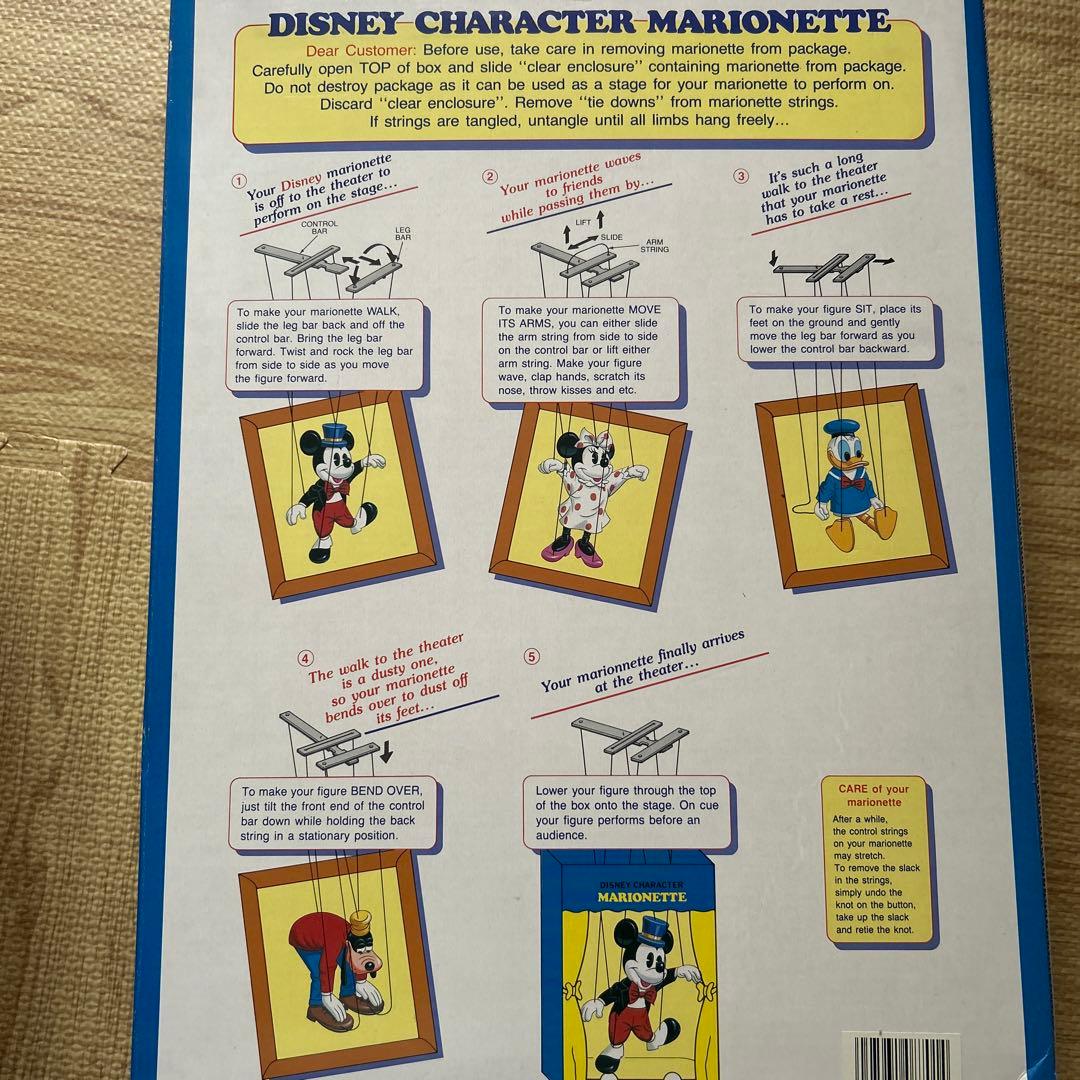 DISNEY CHARACTER MARIONETTE
Dear Customer: Before use, take care in removing marionette from package.
Carefully open TOP of box and slide ‘‘clear enclosure’’ containing marionette from package.
Do not destroy package as it can be used as a stage for your marionette to perform on.
Discard ‘‘clear enclosure’’. Remove ‘‘tie downs’’ from marionette strings.
If strings are tangled, untangle until all limbs hang freely...
1
Your Disney marionette
is off to the theater to
perform on the stage...
CONTROL
BAR
LEG
BAR
To make your marionette WALK,
slide the leg bar back and off the
control bar. Bring the leg bar
forward. Twist and rock the leg bar
from side to side as you move
the figure forward.
2
Your marionette waves
to friends
while passing them by...
LIFT
SLIDE
ARM
STRING
To make your marionette MOVE
ITS ARMS, you can either slide
the arm string from side to side
on the control bar or lift either
arm string. Make your figure
wave, clap hands, scratch its
nose, throw kisses and etc.
3
It's such a long
walk to the theater
that your marionette
has to take a rest...
To make your figure SIT, place its
feet on the ground and gently
move the leg bar forward as you
lower the control bar backward.
4
The walk to the theater
is a dusty one,
so your marionette
bends over to dust off
its feet...
To make your figure BEND OVER,
just tilt the front end of the control
bar down while holding the back
string in a stationary position.
5
Your marionnette finally arrives
at the theater...
Lower your figure through the top
of the box onto the stage. On cue
your figure performs before an
audience.
DISNEY CHARACTER
MARIONETTE
CARE of your
marionette
After a while,
the control strings
on your marionette
may stretch.
To remove the slack
in the strings,
simply undo the
knot on the button,
take up the slack
and retie the knot.